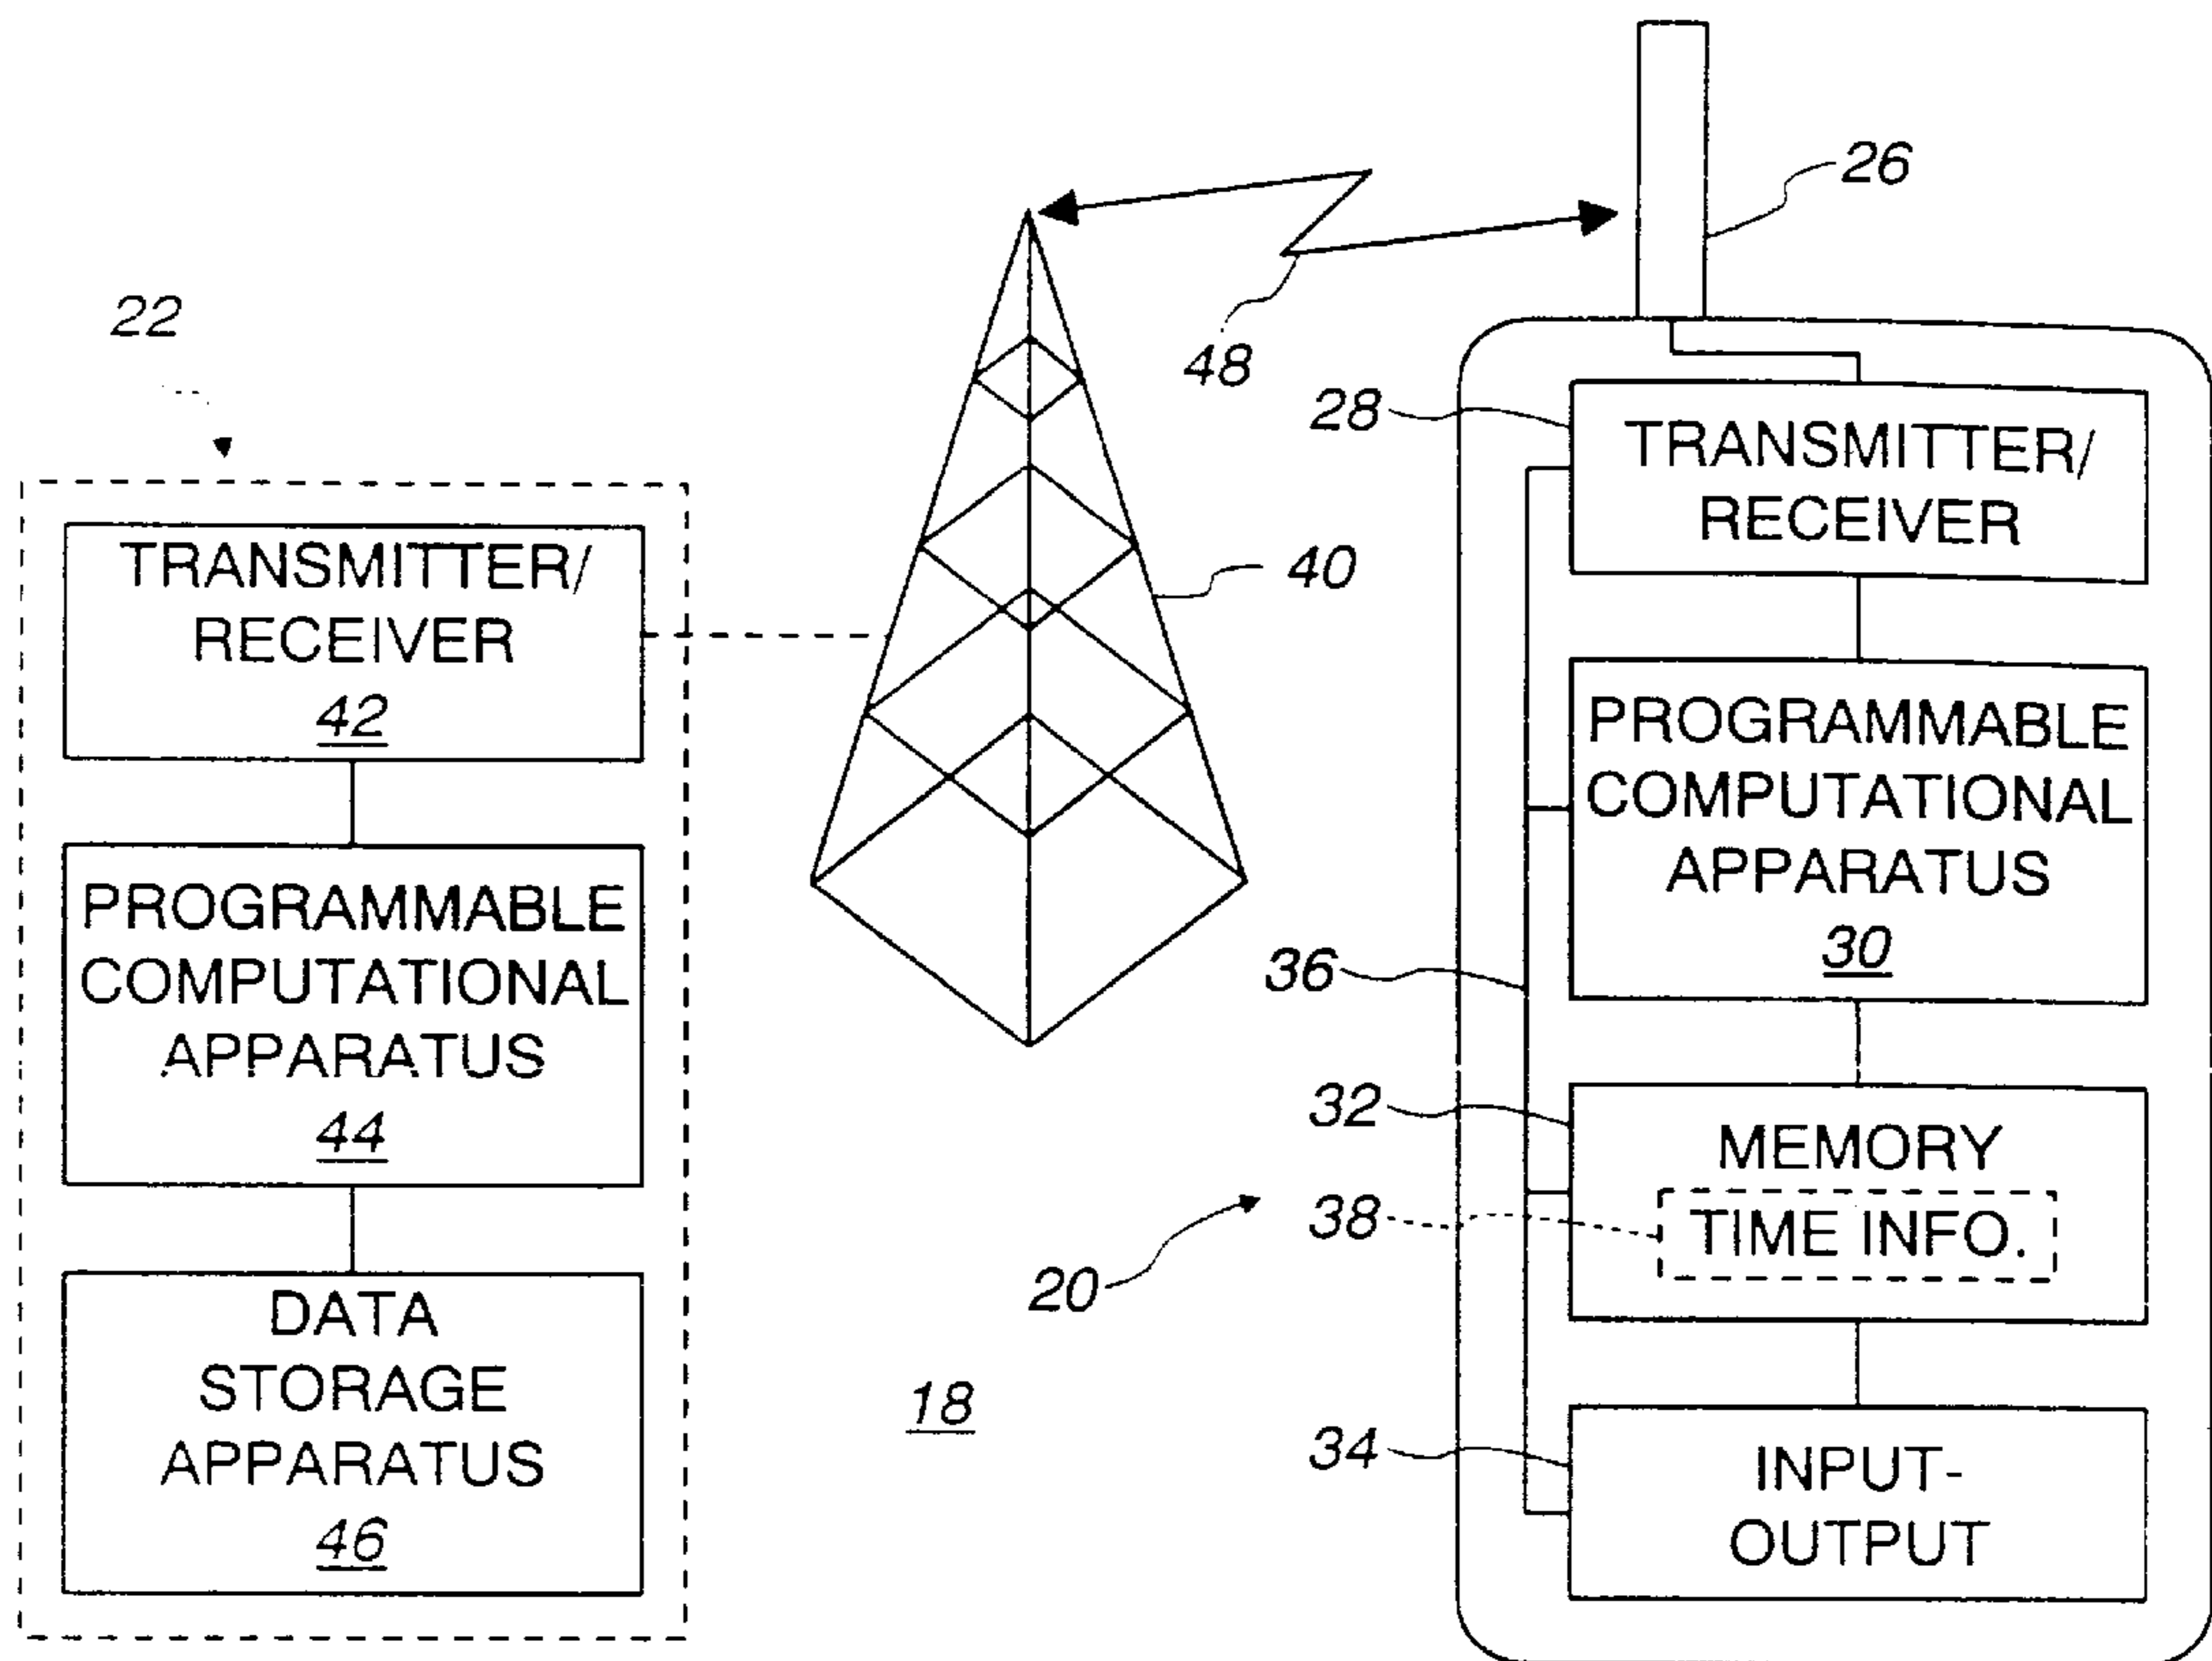 22
TRANSMITTER/
RECEIVER
42
PROGRAMMABLE
COMPUTATIONAL
APPARATUS
44
DATA
STORAGE
APPARATUS
46
48
40
18
20
26
28
TRANSMITTER/
RECEIVER
PROGRAMMABLE
COMPUTATIONAL
APPARATUS
30
36
32
MEMORY
38
TIME INFO.
34
INPUT-
OUTPUT